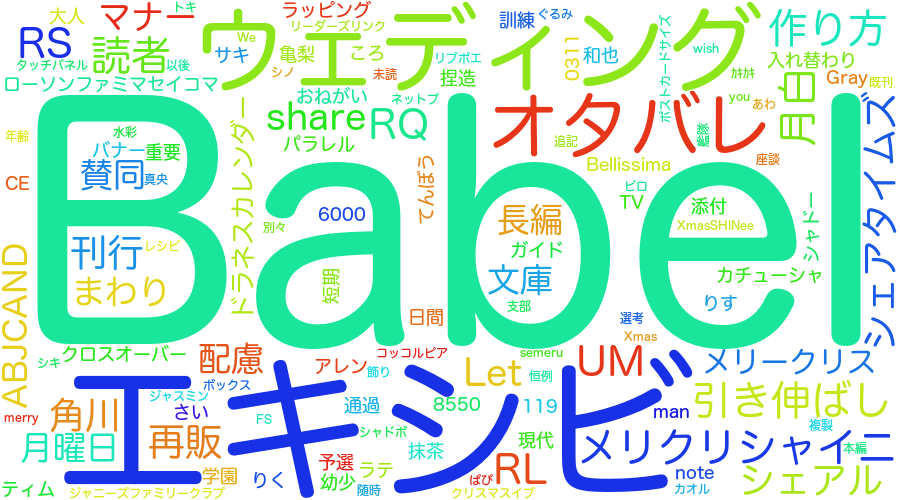 RS
マナー
大人
トキ
We
ラッピング
リーダーズリンク
訓練
ぐるみ
ウェディング
作り方
読者
サキ
亀梨
ころ
リブポエ
和也
0311
ポストカードサイズ
wish
入れ替わり
タッチパネル
以後
シノ
未読
捏造
ｶｷｶｷ
Gray
既刊
ローソンファミマセイコマ
おねがい
ネットプ
you
あわ
月白
share
RQ
オタバレ
シェアタイムズ
年齢
水彩
バナー
重要
パラレル
追記
艦隊
座談
賛同
真央
ドラネスカレンダー
てんぽう
Bellissima
CE
Babel
6000
ピロ
TV
添付
シャドー
長編
XmasSHINee
別々
刊行
レシピ
ガイド
まわり
短期
文庫
カチューシャ
支部
りす
ABJCAND
日間
選考
Xmas
シキ
クロスオーバー
配慮
アレン
コッコルピア
semeru
メリークリス
飾り
Let
恒例
UM
ボックス
ジャスミン
エキシビ
引き伸ばし
merry
角川
さい
通過
8550
119
man
複製
FS
シャドボ
月曜日
再販
抹茶
現代
メリクリシャイニ
本編
予選
ラテ
ぱぴ
RL
note
シェアル
ティム
学園
りく
幼少
随時
クリスマスイブ
カオル
ジャニーズファミリークラブ